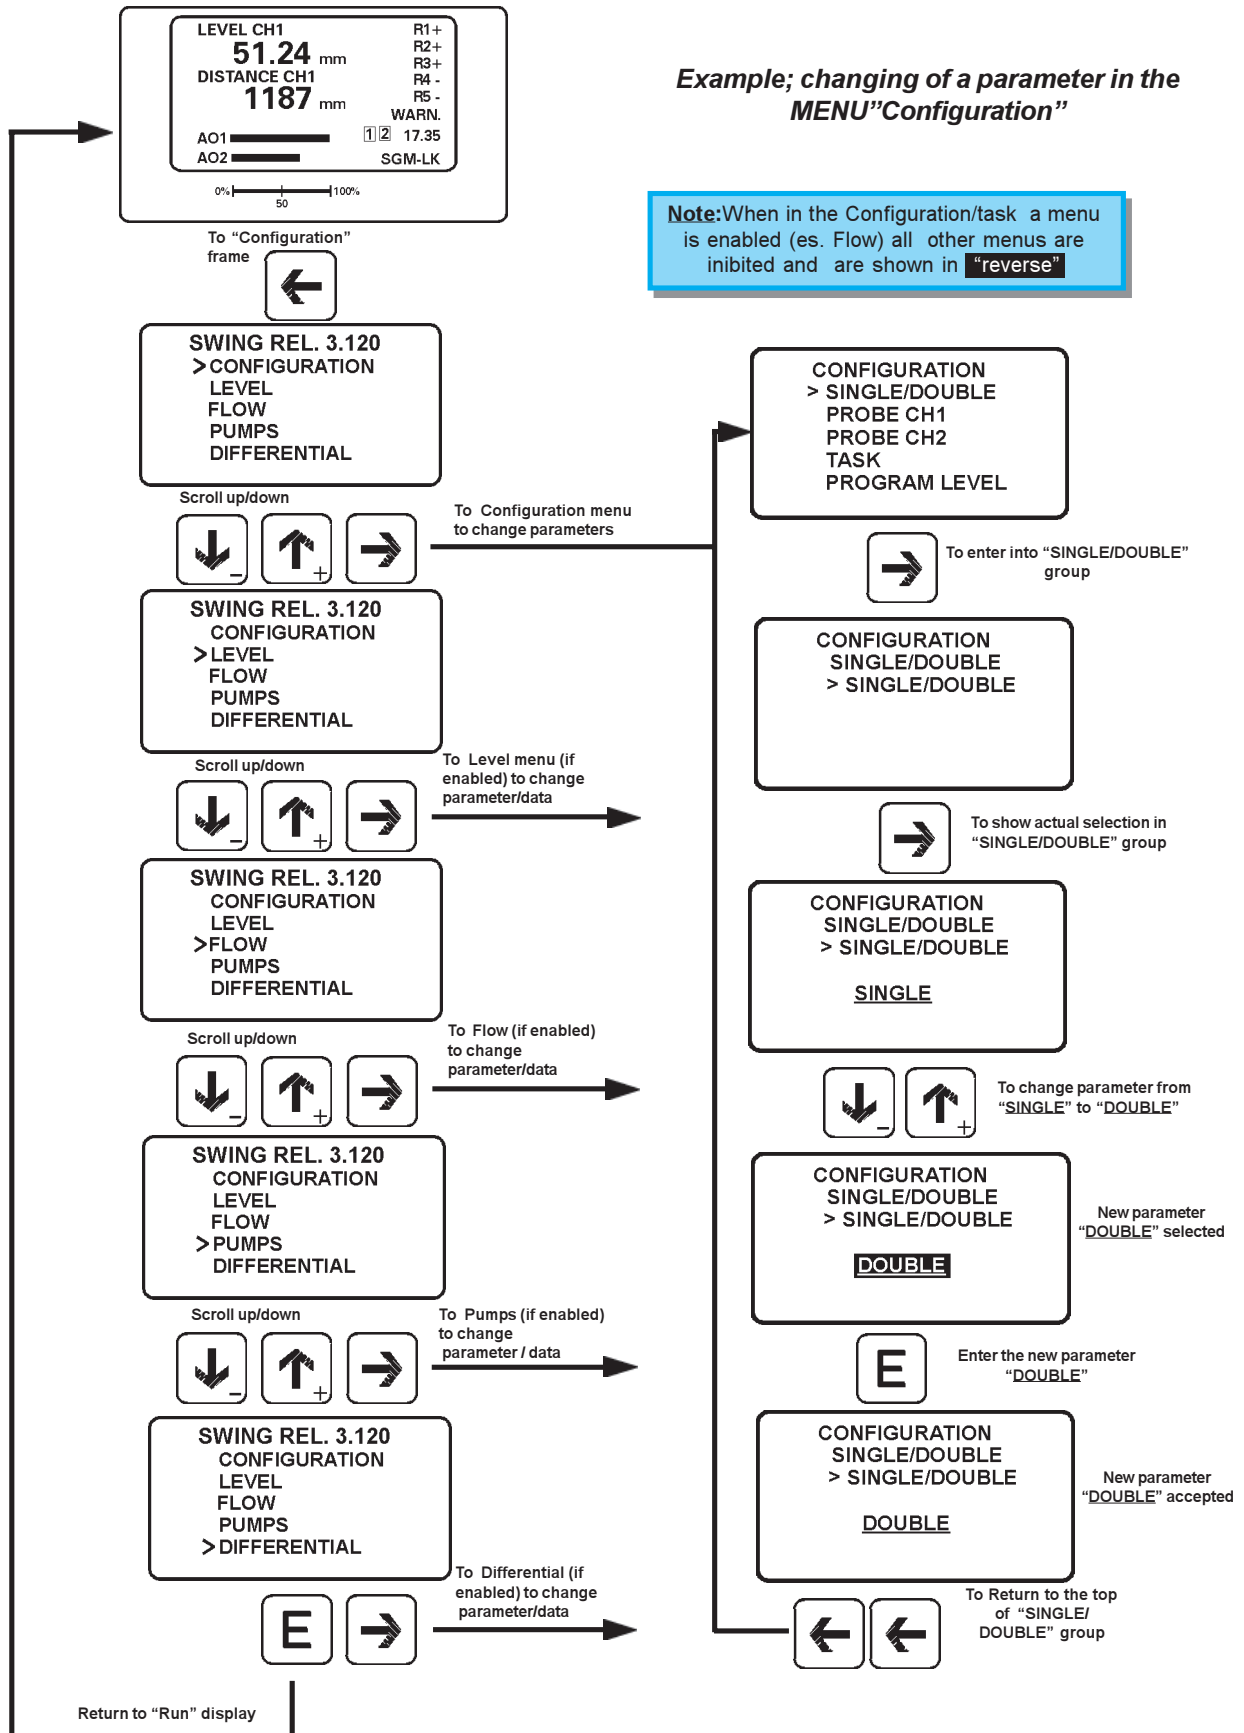 LEVEL CH1
51.24 mm
DISTANCE CH1
1187 mm
R1+
R2+
R3+
R4 -
R5 -
WARN.
AO1
1 2 17.35
AO2
SGM-LK
0%
50
100%
Example; changing of a parameter in the
MENU”Configuration”
Note:When in the Configuration/task a menu
is enabled (es. Flow) all other menus are
inibited and are shown in “reverse”
To “Configuration”
frame
SWING REL. 3.120
>CONFIGURATION
LEVEL
FLOW
PUMPS
DIFFERENTIAL
Scroll up/down
-
+
To Configuration menu
to change parameters
SWING REL. 3.120
CONFIGURATION
>LEVEL
FLOW
PUMPS
DIFFERENTIAL
Scroll up/down
-
+
To Level menu (if
enabled) to change
parameter/data
SWING REL. 3.120
CONFIGURATION
LEVEL
>FLOW
PUMPS
DIFFERENTIAL
Scroll up/down
-
+
To Flow (if enabled)
to change
parameter/data
SWING REL. 3.120
CONFIGURATION
LEVEL
FLOW
>PUMPS
DIFFERENTIAL
Scroll up/down
-
+
To Pumps (if enabled)
to change
parameter / data
SWING REL. 3.120
CONFIGURATION
LEVEL
FLOW
PUMPS
>DIFFERENTIAL
E
To Differential (if
enabled) to change
parameter/data
Return to “Run” display
CONFIGURATION
> SINGLE/DOUBLE
PROBE CH1
PROBE CH2
TASK
PROGRAM LEVEL
To enter into “SINGLE/DOUBLE”
group
CONFIGURATION
SINGLE/DOUBLE
> SINGLE/DOUBLE
To show actual selection in
“SINGLE/DOUBLE” group
CONFIGURATION
SINGLE/DOUBLE
> SINGLE/DOUBLE
SINGLE
-
+
To change parameter from
“SINGLE” to “DOUBLE”
CONFIGURATION
SINGLE/DOUBLE
> SINGLE/DOUBLE
DOUBLE
New parameter
“DOUBLE” selected
E
Enter the new parameter
“DOUBLE”
CONFIGURATION
SINGLE/DOUBLE
> SINGLE/DOUBLE
DOUBLE
New parameter
“DOUBLE” accepted
To Return to the top
of “SINGLE/
DOUBLE” group